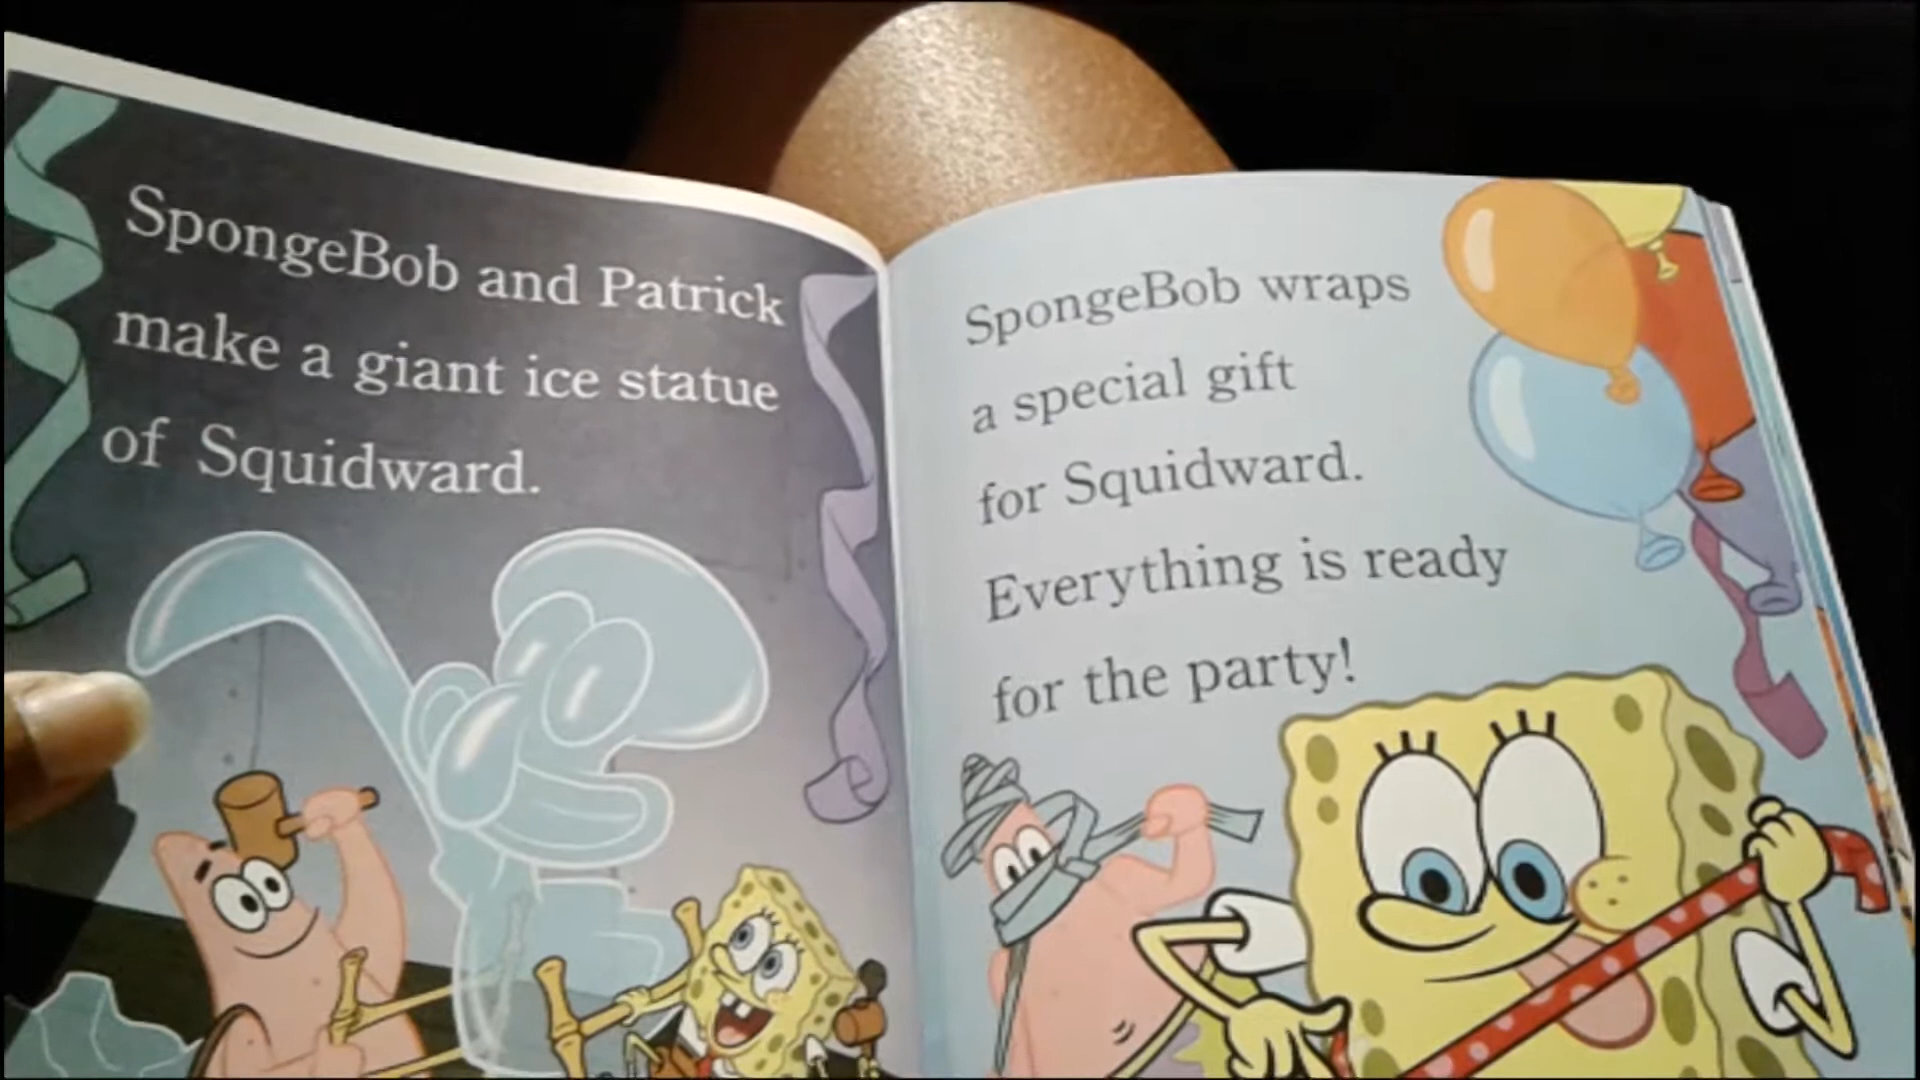 SpongeBob and Patrick
make a giant ice statue
of Squidward.
SpongeBob wraps
a special gift
for Squidward.
Everything is ready
for the party!